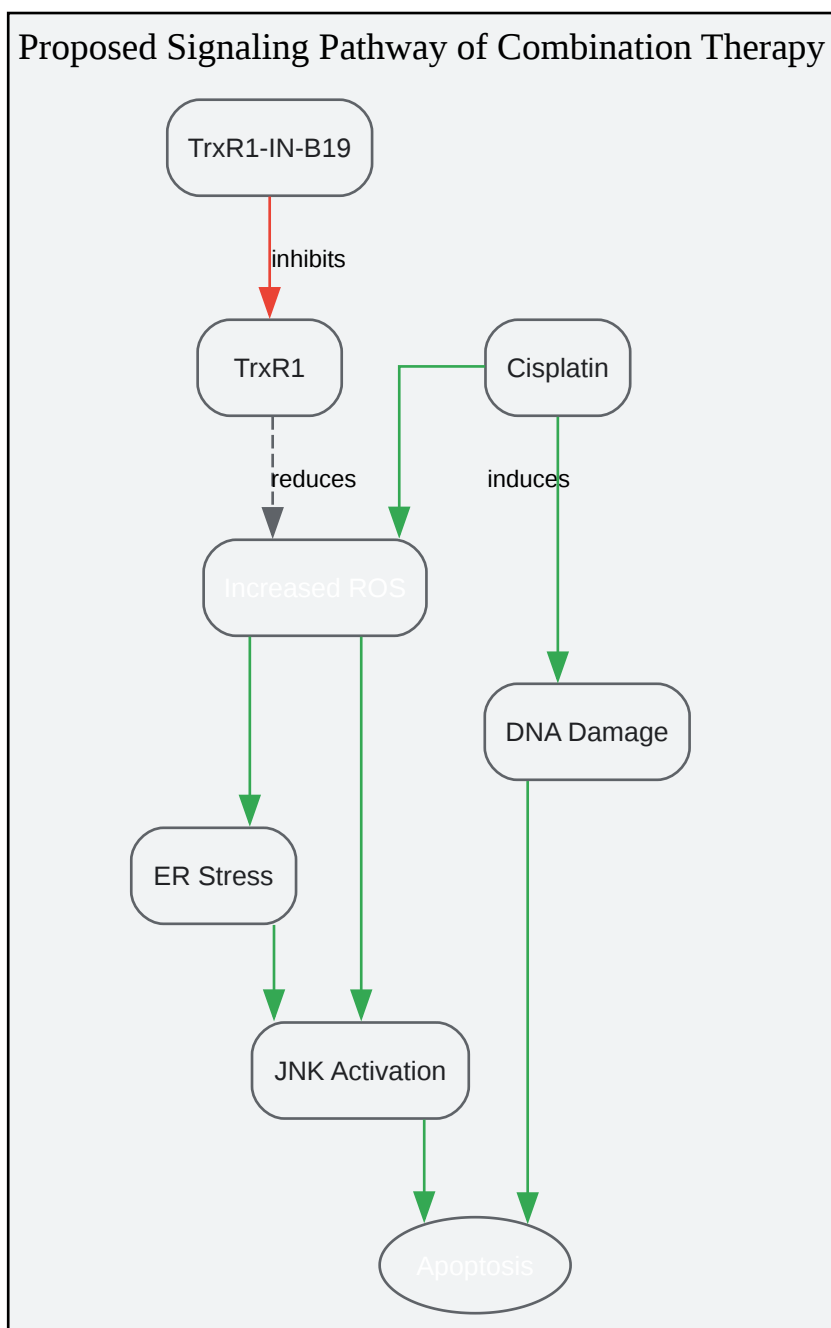 Proposed Signaling Pathway of Combination Therapy
TrxR1-IN-B19
inhibits
TrxR1
Cisplatin
reduces
induces
Increased ROS
DNA Damage
ER Stress
JNK Activation
Apoptosis